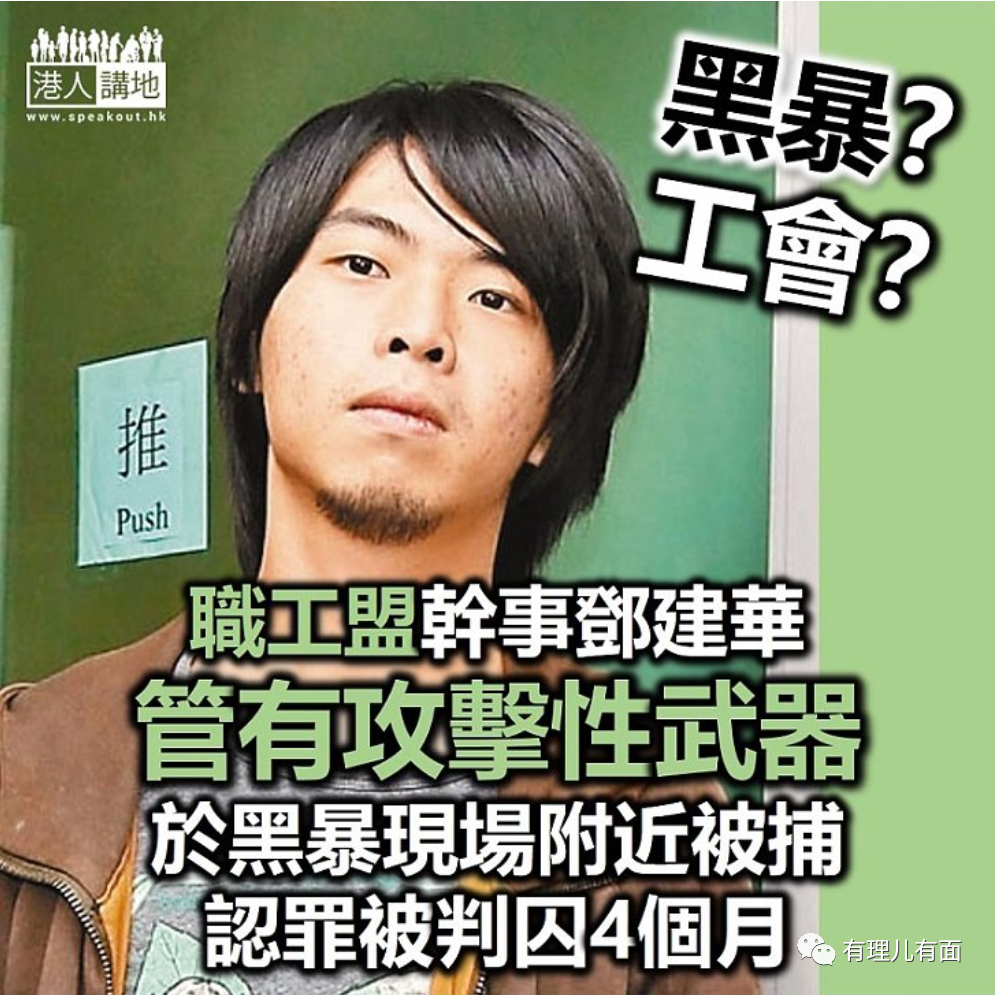 港人講地
www.speakout.hk
黑暴?
工會?
推
Push
職工盟幹事鄧建華
管有攻擊性武器
於黑暴現場附近被捕
認罪被判囚4個月
有理儿有面